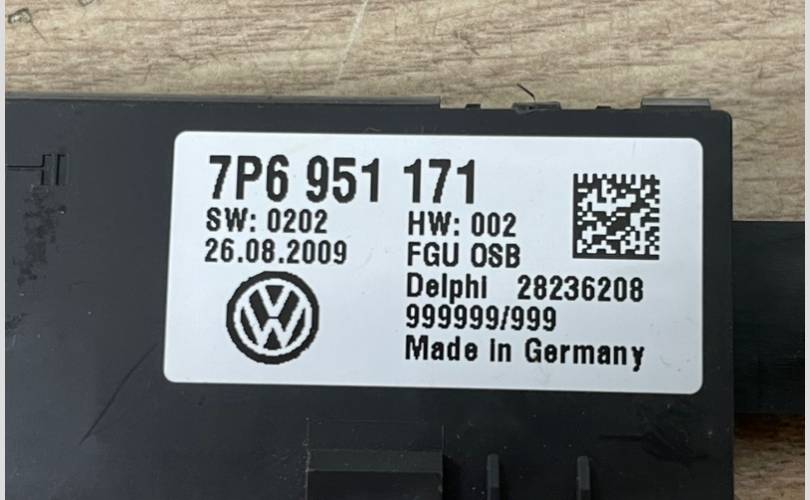 7P6 951 171
SW: 0202 HW: 002
26.08.2009 FGU OSB
Delphi 28236208
999999/999
Made in Germany